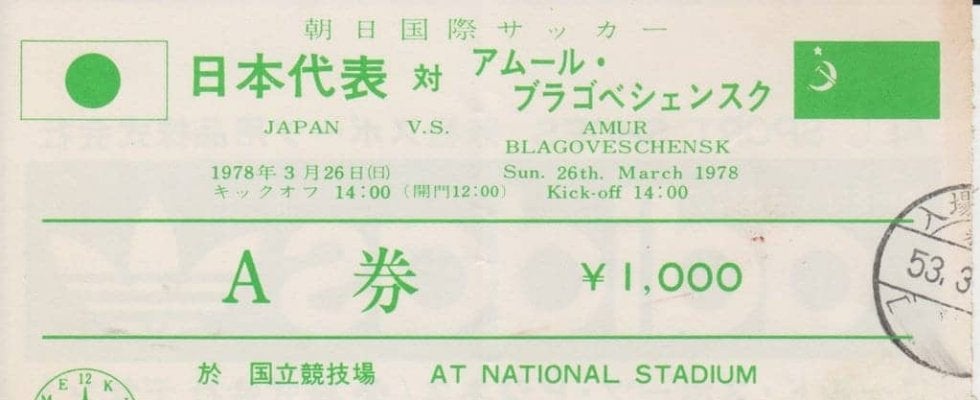 朝日国際サッカー
日本代表 対 アムール・
ブラゴベシェンスク
JAPAN V.S. AMUR
BLAGOVESCHENSK
1978年3月26日(日) Sun. 26th. March 1978
キックオフ 14:00 (開門12:00) Kick-off 14:00
A 券 ¥1,000
入場
53.3
於 国立競技場 AT NATIONAL STADIUM
E 12 K